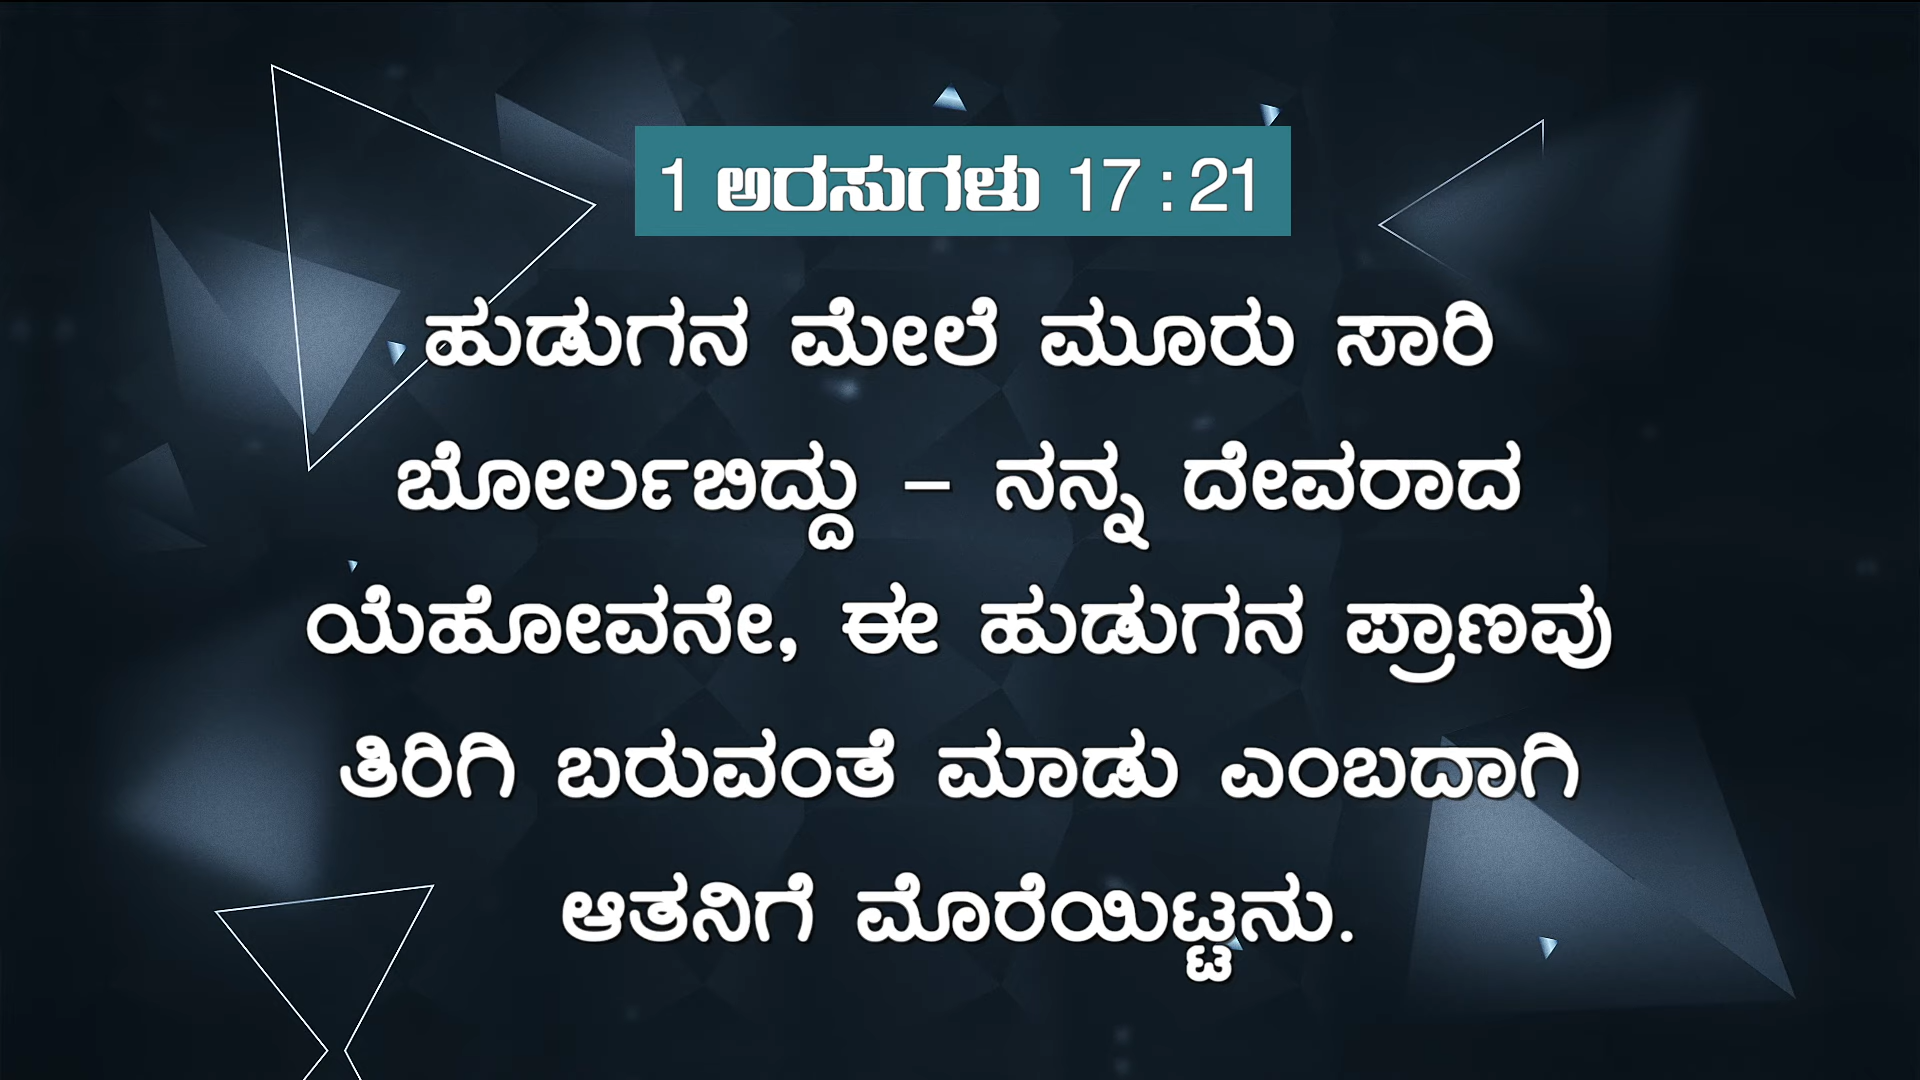 1 ಅರಸುಗಳು 17 : 21
ಹುಡುಗನ ಮೇಲೆ ಮೂರು ಸಾರಿ
ಬೋರ್ಲಬಿದ್ದು – ನನ್ನ ದೇವರಾದ
ಯೆಹೋವನೇ, ಈ ಹುಡುಗನ ಪ್ರಾಣವು
ತಿರಿಗಿ ಬರುವಂತೆ ಮಾಡು ಎಂಬದಾಗಿ
ಆತನಿಗೆ ಮೊರೆಯಿಟ್ಟನು.